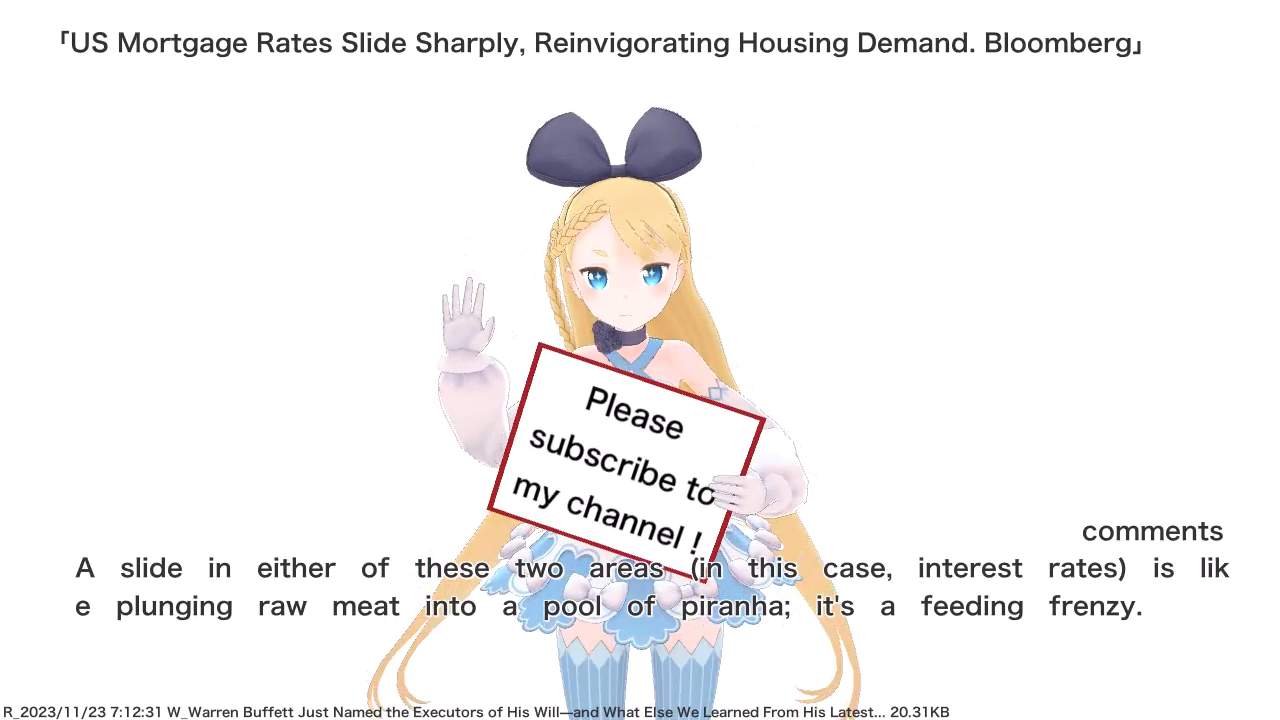 「US Mortgage Rates Slide Sharply, Reinvigorating Housing Demand. Bloomberg」
Please
subscribe to
my channel !
comments
A slide in either of these two areas (in this case, interest rates) is lik
e plunging raw meat into a pool of piranha; it's a feeding frenzy.
R_2023/11/23 7:12:31 W_Warren Buffett Just Named the Executors of His Will—and What Else We Learned From His Latest... 20.31KB